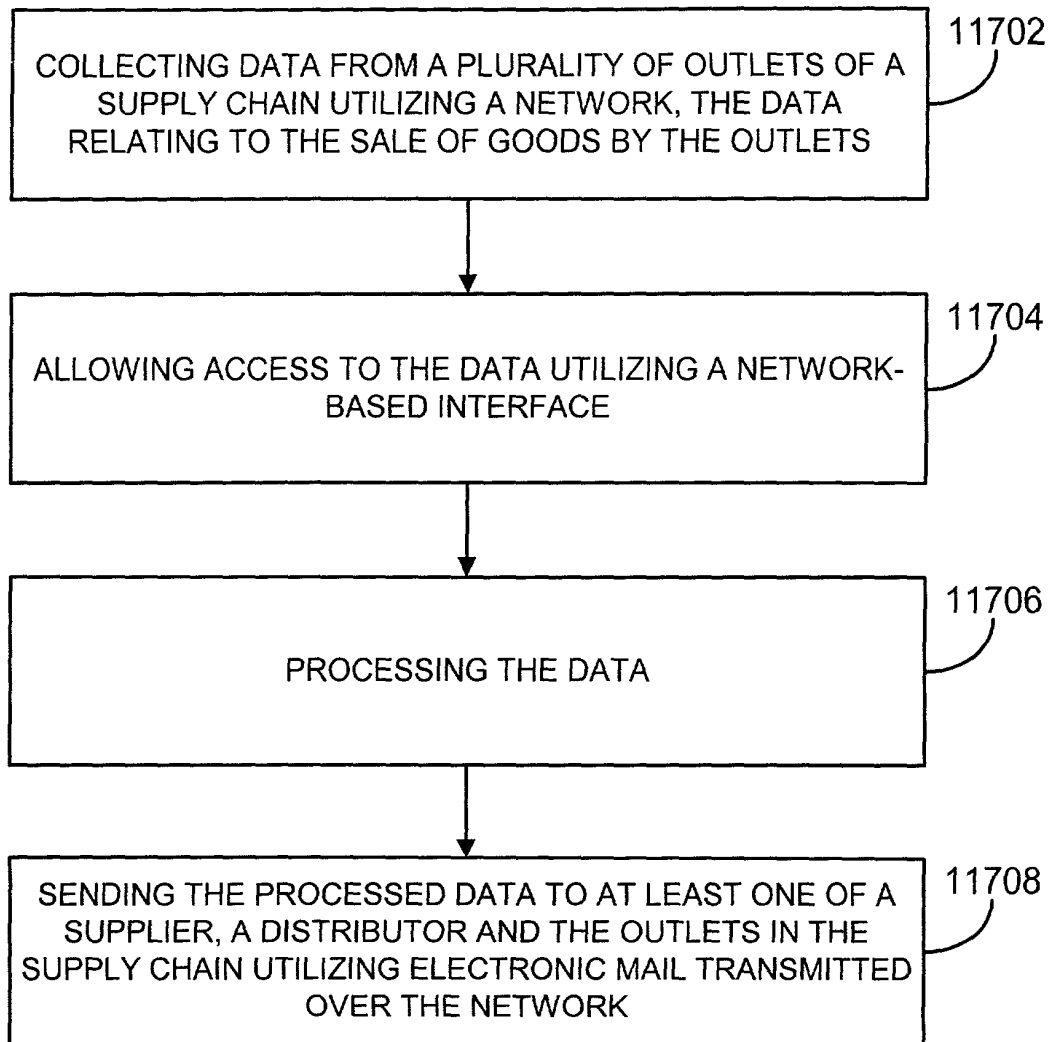 11702
COLLECTING DATA FROM A PLURALITY OF OUTLETS OF A
SUPPLY CHAIN UTILIZING A NETWORK, THE DATA
RELATING TO THE SALE OF GOODS BY THE OUTLETS
11704
ALLOWING ACCESS TO THE DATA UTILIZING A NETWORK-
BASED INTERFACE
11706
PROCESSING THE DATA
11708
SENDING THE PROCESSED DATA TO AT LEAST ONE OF A
SUPPLIER, A DISTRIBUTOR AND THE OUTLETS IN THE
SUPPLY CHAIN UTILIZING ELECTRONIC MAIL TRANSMITTED
OVER THE NETWORK